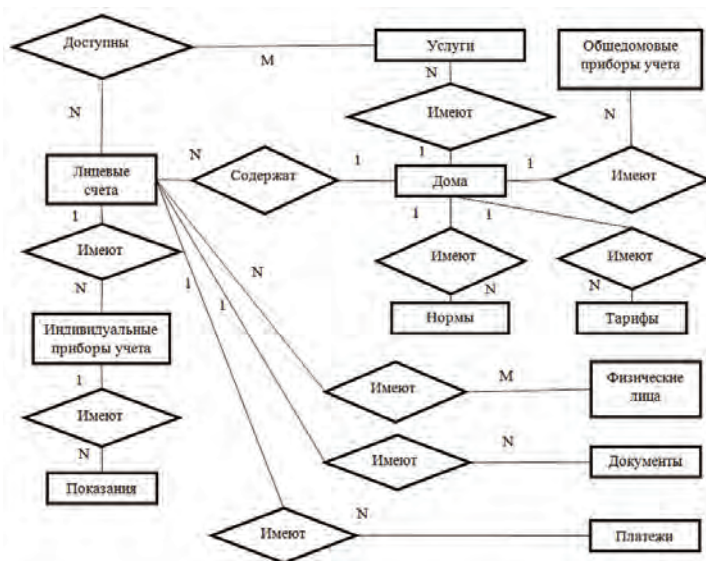 Доступны
М
Услуги
Общедомовые
приборы учета
N
N
Имеют
N
N
Лицевые
счета
N
Содержат
1
1
Дома
1
Имеют
1
Имеют
N
1
1
Имеют
N
Имеют
N
N
Индивидуальные
приборы учета
1
1
Нормы
Тарифы
1
Имеют
N
Показания
Имеют
М
Физические
лица
Имеют
N
Документы
Имеют
N
Платежи